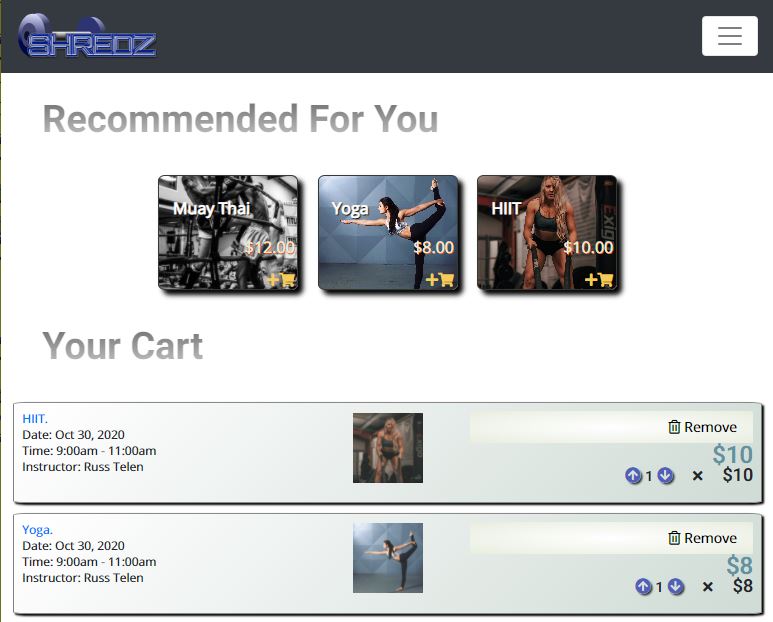 SHREDZ
Recommended For You
Muay Thai
$12.00
Yoga
$8.00
HIIT
$10.00
Your Cart
HIIT.
Date: Oct 30, 2020
Time: 9:00am - 11:00am
Instructor: Russ Telen
Remove
$10
1 × $10
Yoga.
Date: Oct 30, 2020
Time: 9:00am - 11:00am
Instructor: Russ Telen
Remove
$8
1 × $8